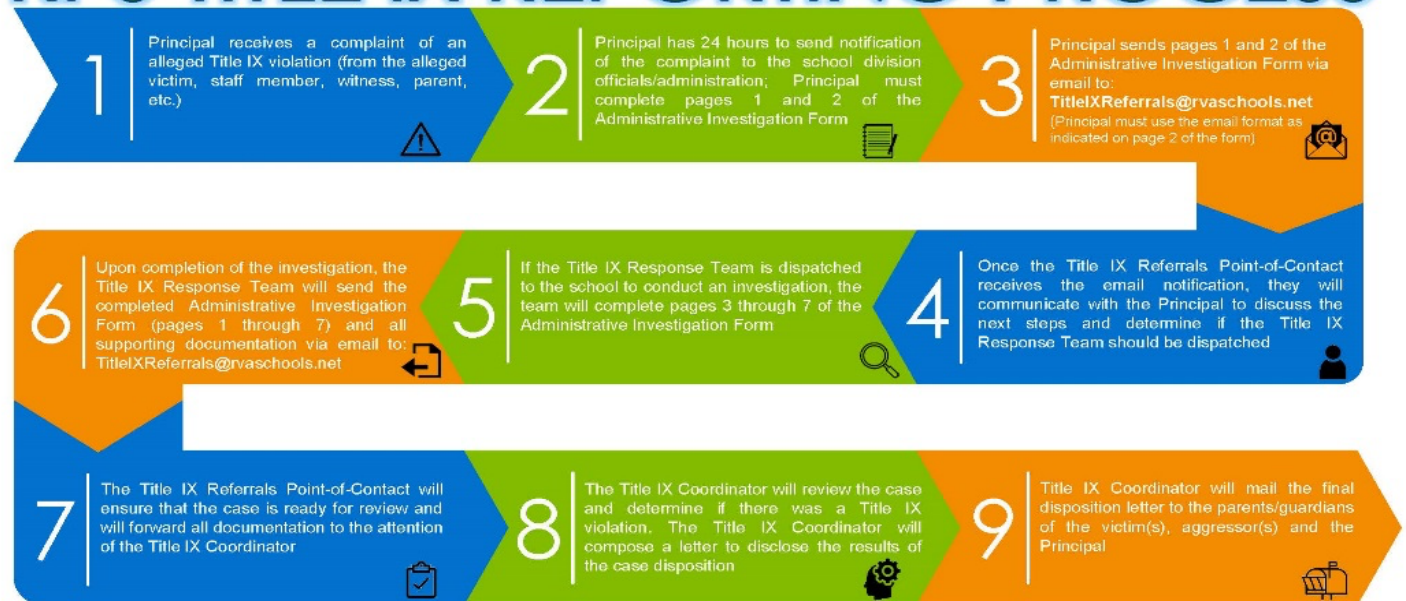 RPS TITLE IX REPORTING PROCESS
1
Principal receives a complaint of an
alleged Title IX violation (from the alleged
victim, staff member, witness, parent,
etc.)
2
Principal has 24 hours to send notification
of the complaint to the school division
officials/administration; Principal must
complete pages 1 and 2 of the
Administrative Investigation Form
3
Principal sends pages 1 and 2 of the
Administrative Investigation Form via
email to:
TitleIXReferrals@rvaschools.net
(Principal must use the email format as
indicated on page 2 of the form)
4
Once the Title IX Referrals Point-of-Contact
receives the email notification, they will
communicate with the Principal to discuss the
next steps and determine if the Title IX
Response Team should be dispatched
5
If the Title IX Response Team is dispatched
to the school to conduct an investigation, the
team will complete pages 3 through 7 of the
Administrative Investigation Form
6
Upon completion of the investigation, the
Title IX Response Team will send the
completed Administrative Investigation
Form (pages 1 through 7) and all
supporting documentation via email to:
TitleIXReferrals@rvaschools.net
7
The Title IX Referrals Point-of-Contact will
ensure that the case is ready for review and
will forward all documentation to the attention
of the Title IX Coordinator
8
The Title IX Coordinator will review the case
and determine if there was a Title IX
violation. The Title IX Coordinator will
compose a letter to disclose the results of
the case disposition
9
Title IX Coordinator will mail the final
disposition letter to the parents/guardians
of the victim(s), aggressor(s) and the
Principal